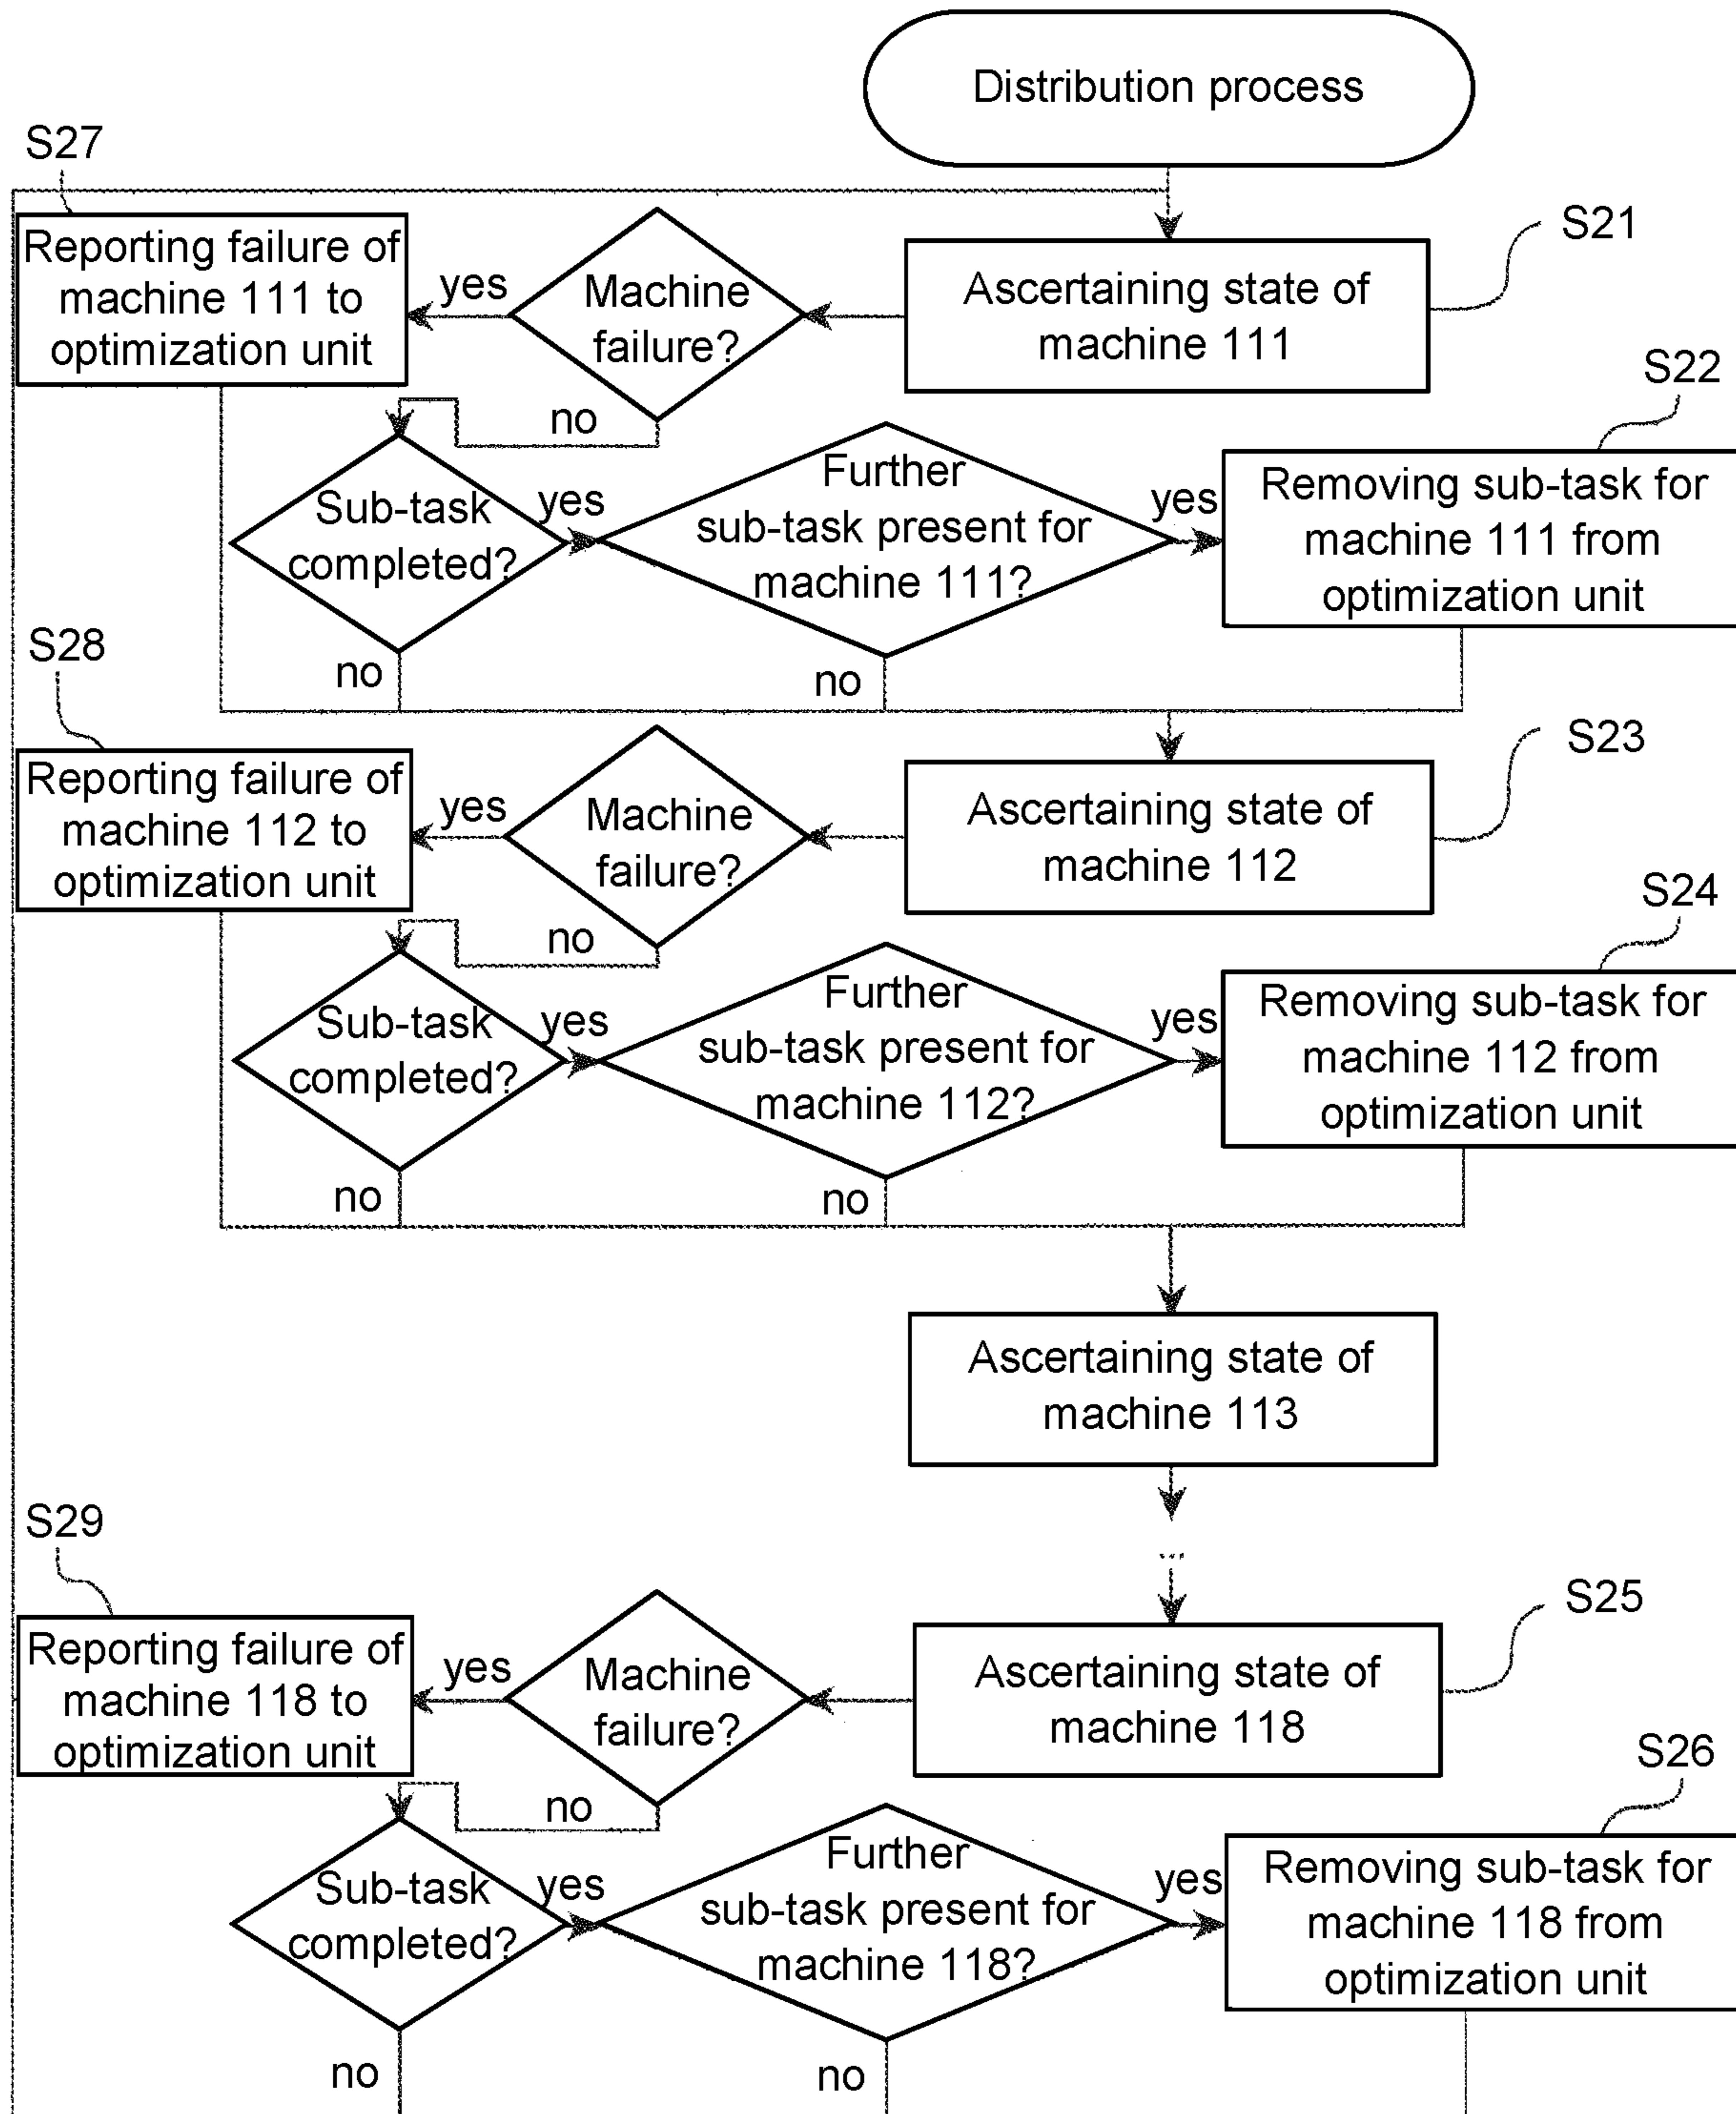 Distribution process
S27
S21
Reporting failure of
machine 111 to
optimization unit
yes
Machine
failure?
Ascertaining state of
machine 111
S22
no
Sub-task
completed?
yes
Further
sub-task present for
machine 111?
yes
Removing sub-task for
machine 111 from
optimization unit
S28
no
no
S23
Reporting failure of
machine 112 to
optimization unit
yes
Machine
failure?
Ascertaining state of
machine 112
S24
no
Sub-task
completed?
yes
Further
sub-task present for
machine 112?
yes
Removing sub-task for
machine 112 from
optimization unit
no
no
Ascertaining state of
machine 113
...
S29
S25
Reporting failure of
machine 118 to
optimization unit
yes
Machine
failure?
Ascertaining state of
machine 118
S26
no
Sub-task
completed?
yes
Further
sub-task present for
machine 118?
yes
Removing sub-task for
machine 118 from
optimization unit
no
no